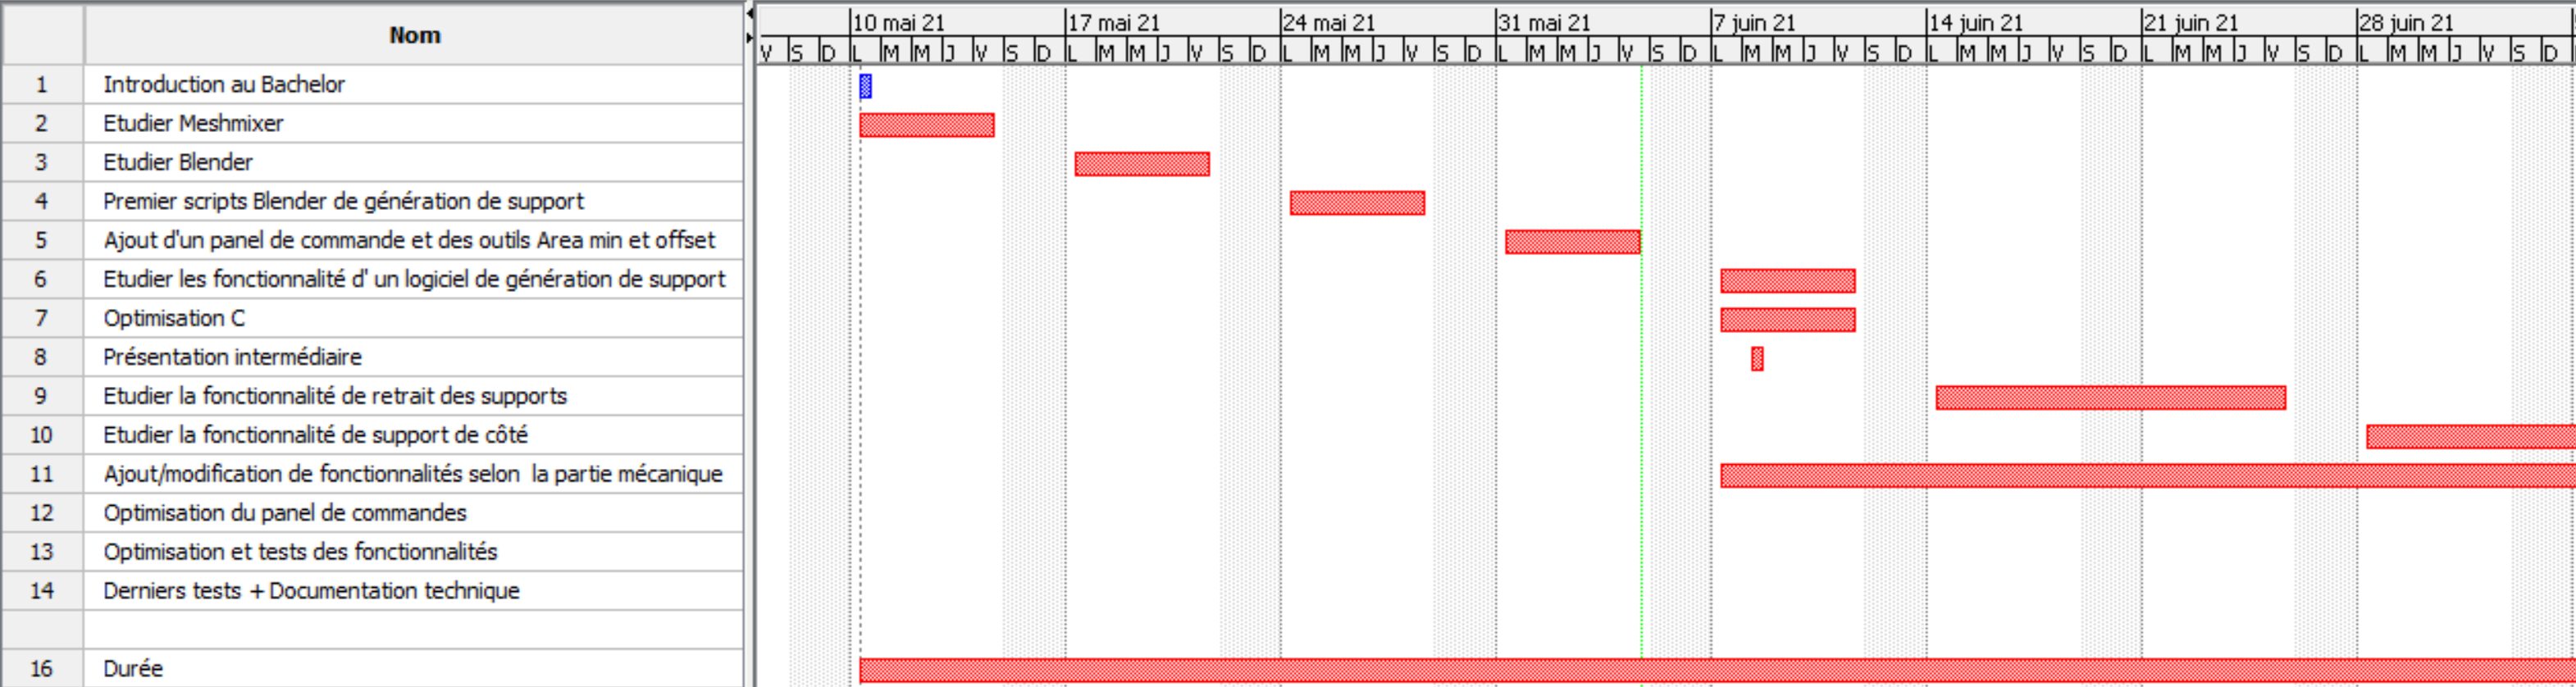 Nom
10 mai 21 17 mai 21 24 mai 21 31 mai 21 7 juin 21 14 juin 21 21 juin 21 28 juin 21
V S D L M M J V S D L M M J V S D L M M J V S D L M M J V S D L M M J V S D L M M J V S D L M M J V S D L M M J V S D
1 Introduction au Bachelor
2 Etudier Meshmixer
3 Etudier Blender
4 Premier scripts Blender de génération de support
5 Ajout d'un panel de commande et des outils Area min et offset
6 Etudier les fonctionnalité d' un logiciel de génération de support
7 Optimisation C
8 Présentation intermédiaire
9 Etudier la fonctionnalité de retrait des supports
10 Etudier la fonctionnalité de support de côté
11 Ajout/modification de fonctionnalités selon  la partie mécanique
12 Optimisation du panel de commandes
13 Optimisation et tests des fonctionnalités
14 Derniers tests + Documentation technique
16 Durée